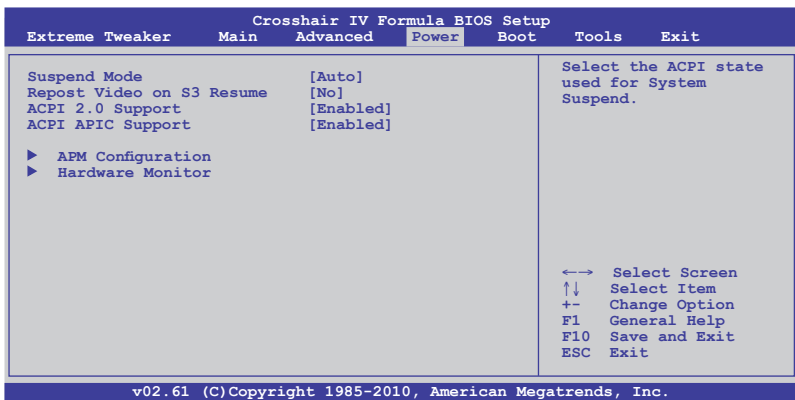 Crosshair IV Formula BIOS Setup
Extreme Tweaker Main Advanced Power Boot Tools Exit
Suspend Mode [Auto]
Repost Video on S3 Resume [No]
ACPI 2.0 Support [Enabled]
ACPI APIC Support [Enabled]
▶ APM Configuration
▶ Hardware Monitor
Select the ACPI state
used for System
Suspend.
←→ Select Screen
↑↓ Select Item
+- Change Option
F1 General Help
F10 Save and Exit
ESC Exit
v02.61 (C)Copyright 1985-2010, American Megatrends, Inc.